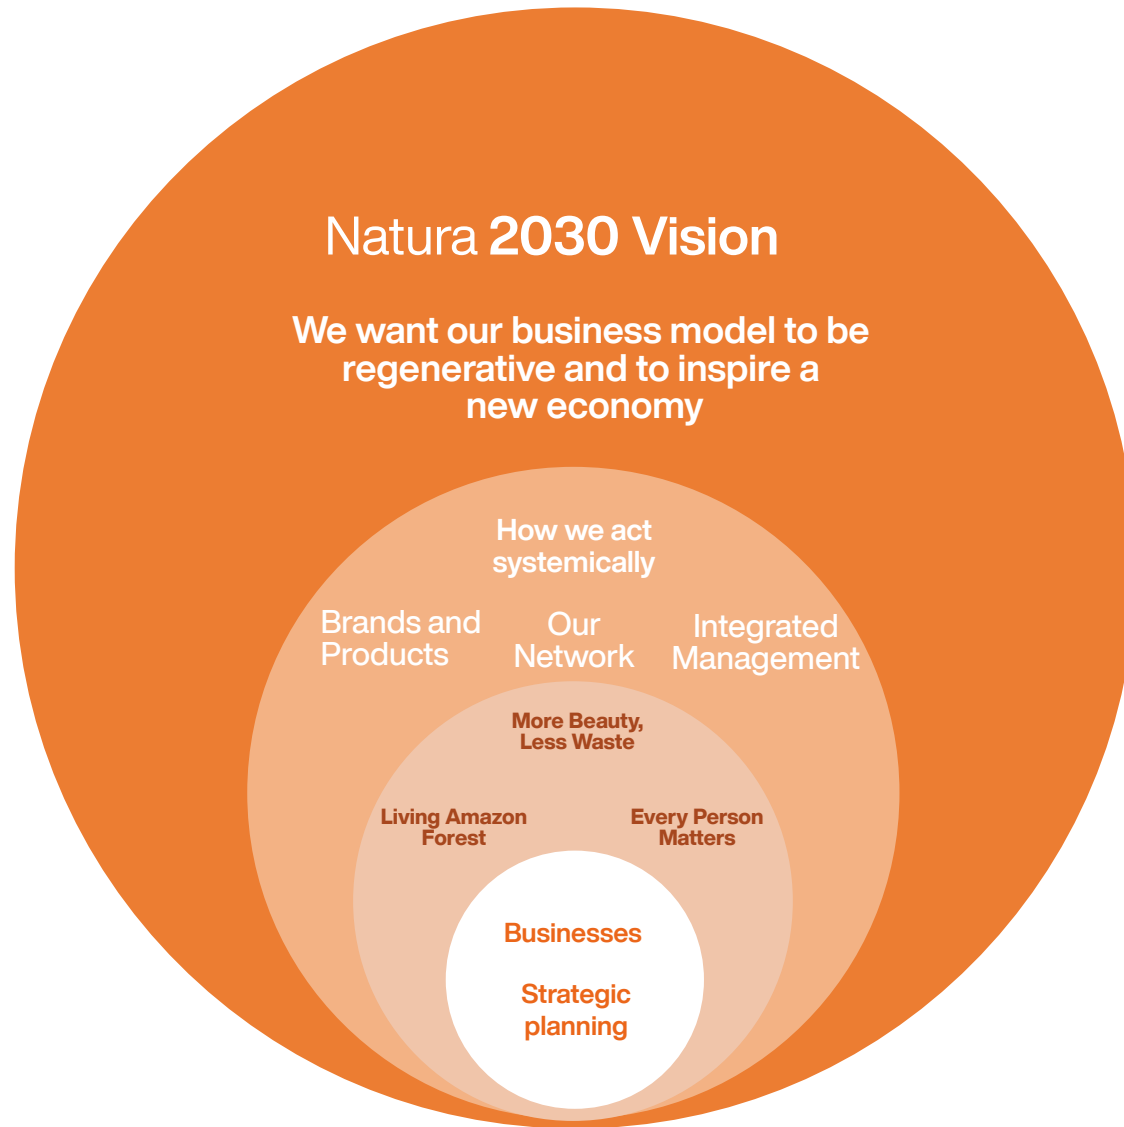 Natura 2030 Vision
We want our business model to be
regenerative and to inspire a
new economy
How we act
systemically
Brands and
Products
Our
Network
Integrated
Management
More Beauty,
Less Waste
Living Amazon
Forest
Every Person
Matters
Businesses
Strategic
planning